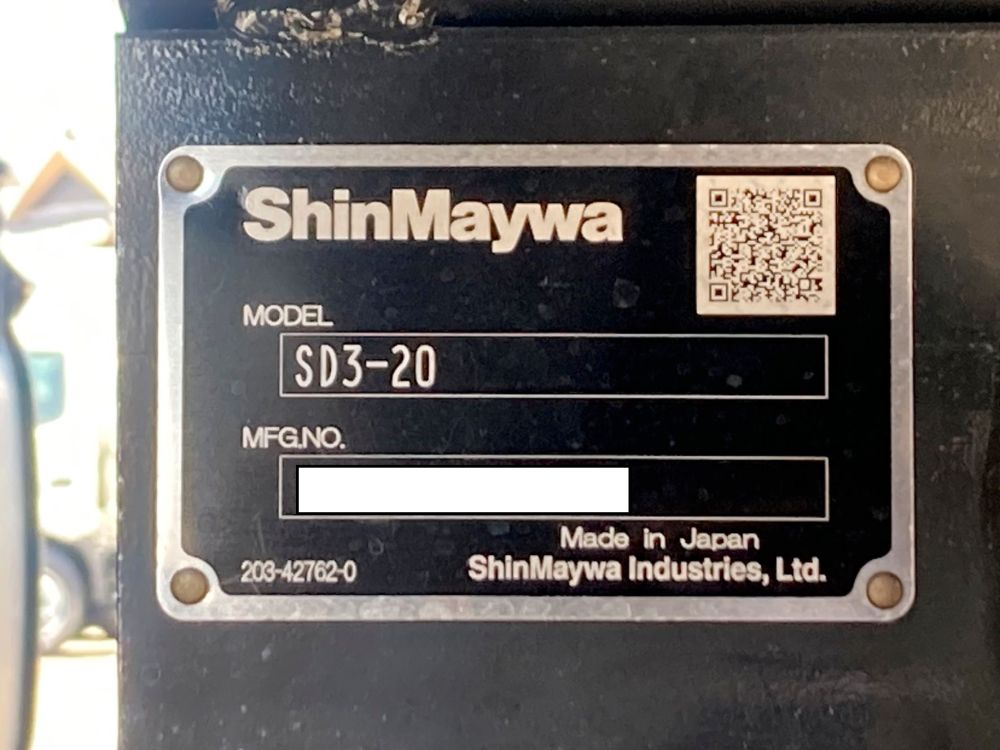 ShinMaywa
MODEL
SD3-20
MFG.NO.
Made in Japan
203-42762-0
ShinMaywa Industries, Ltd.